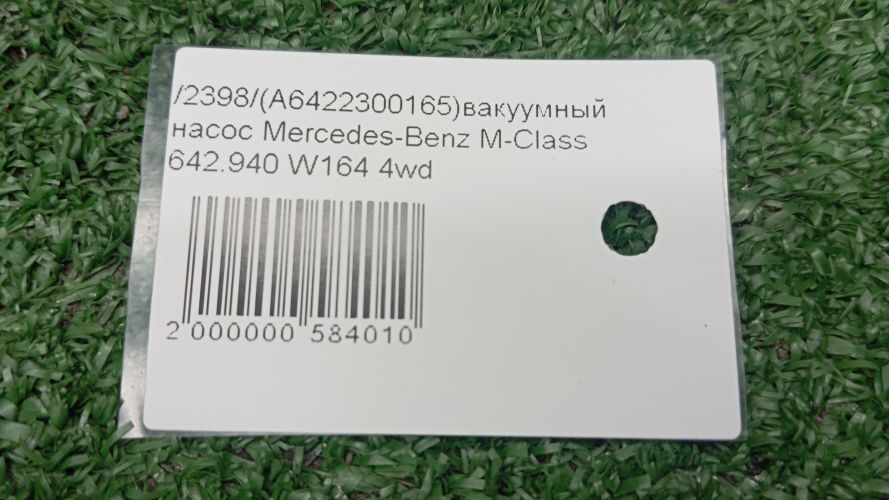 /2398/(A6422300165)вакуумный
насос Mercedes-Benz M-Class
642.940 W164 4wd
2 000000 584010